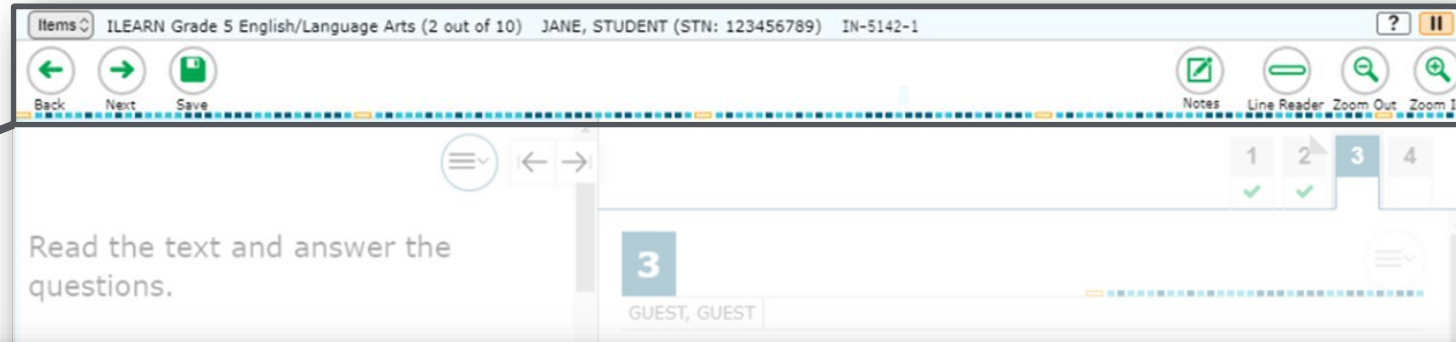 Items ILEARN Grade 5 English/Language Arts (2 out of 10) JANE, STUDENT (STN: 123456789) IN-5142-1 ?
Back Next Save Notes Line Reader Zoom Out Zoom I
1 2 3 4
Read the text and answer the
questions.
3
GUEST, GUEST